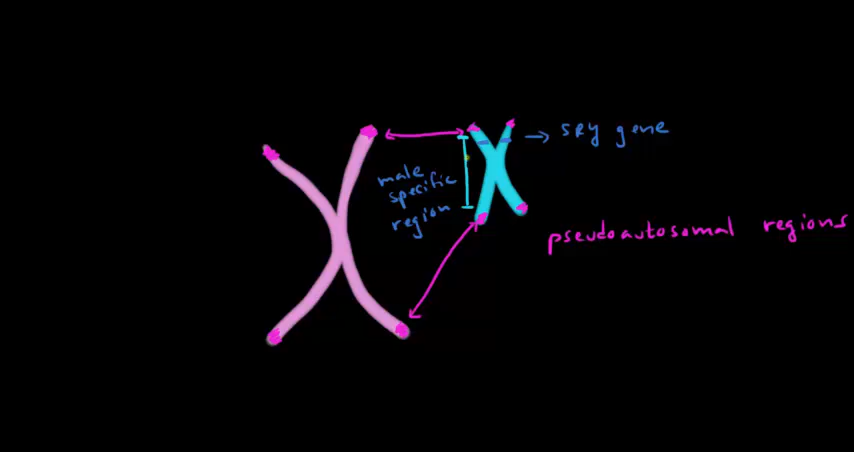 SRY gene
male
specific
region
pseudoautosomal regions